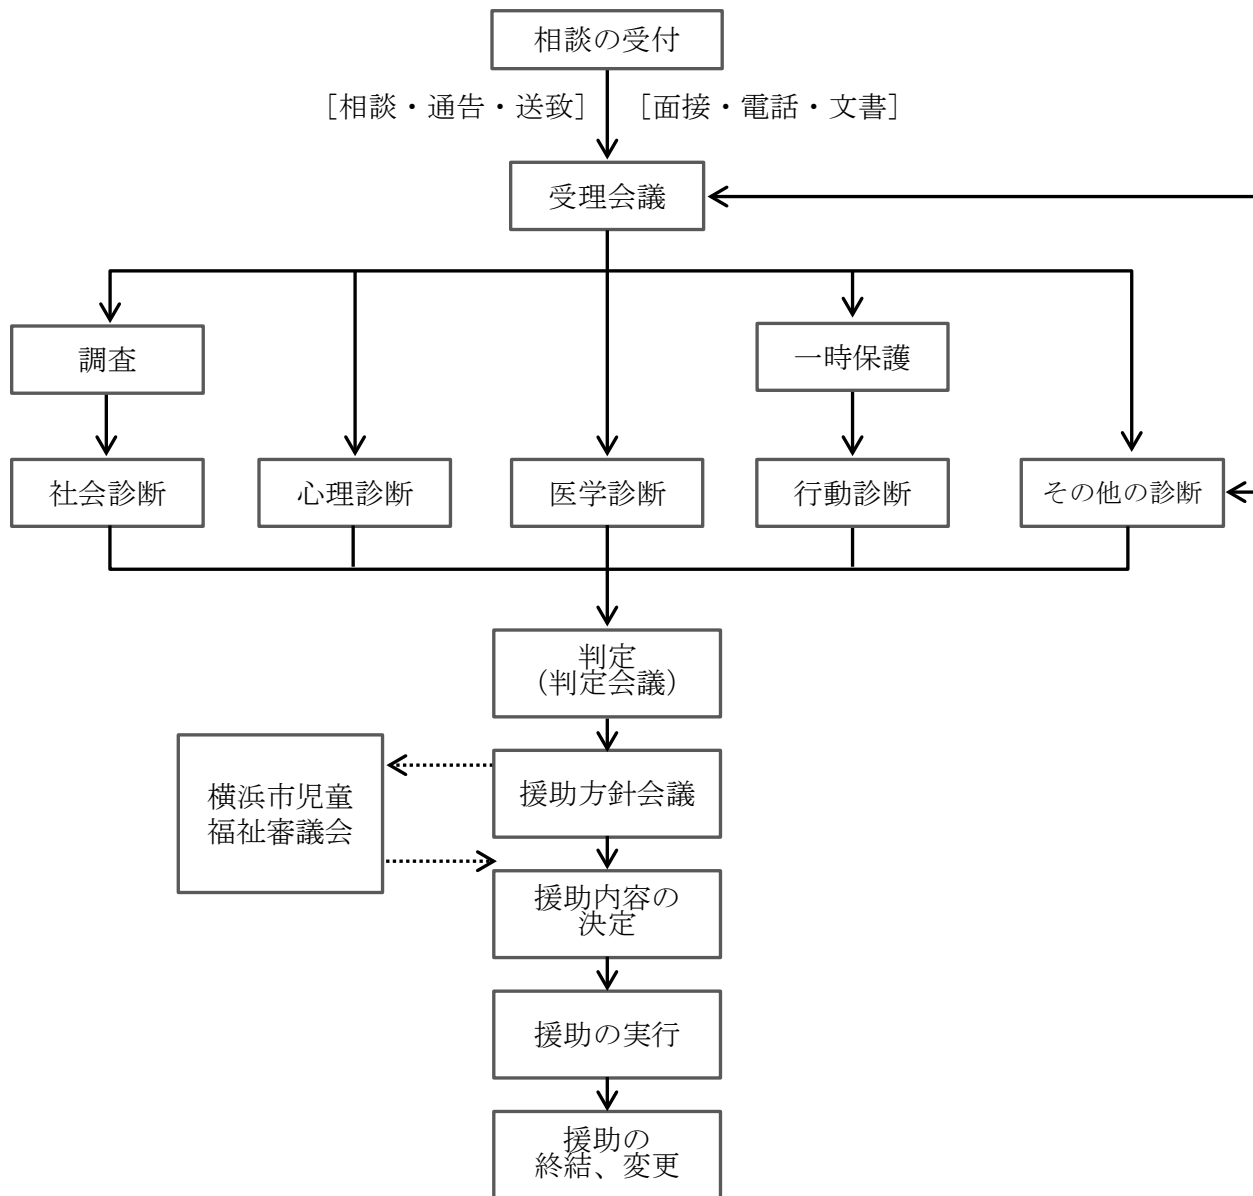 相談の受付
［相談・通告・送致］ ［面接・電話・文書］
受理会議
調査
一時保護
社会診断
心理診断
医学診断
行動診断
その他の診断
判定
（判定会議）
横浜市児童
福祉審議会
援助方針会議
援助内容の
決定
援助の実行
援助の
終結、変更